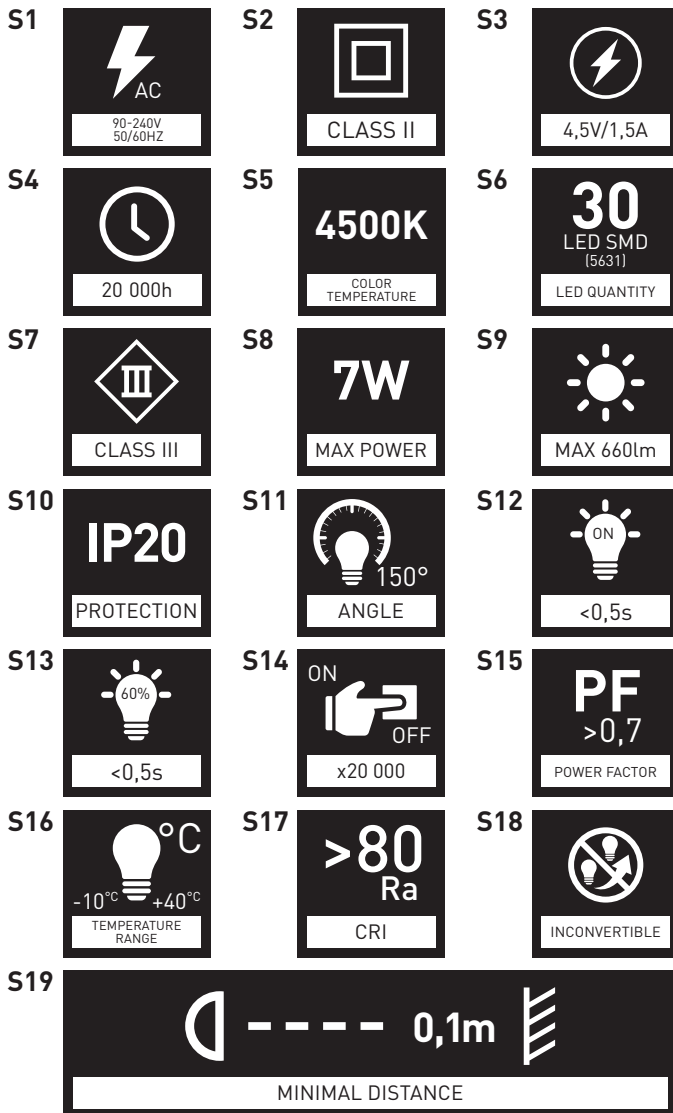 S1
AC
90-240V
50/60HZ
S2
CLASS II
S3
4,5V/1,5A
S4
20 000h
S5
4500K
COLOR
TEMPERATURE
S6
30
LED SMD
(5631)
LED QUANTITY
S7
III
CLASS III
S8
7W
MAX POWER
S9
MAX 660lm
S10
IP20
PROTECTION
S11
150°
ANGLE
S12
ON
<0,5s
S13
60%
<0,5s
S14
ON
OFF
x20 000
S15
PF
>0,7
POWER FACTOR
S16
°C
-10°C +40°C
TEMPERATURE
RANGE
S17
>80
Ra
CRI
S18
INCONVERTIBLE
S19
0,1m
MINIMAL DISTANCE